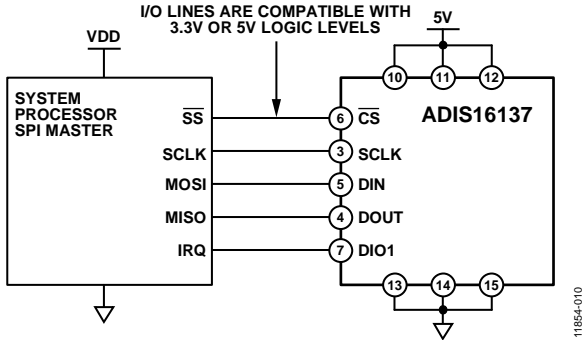 I/O LINES ARE COMPATIBLE WITH
3.3V OR 5V LOGIC LEVELS
VDD
5V
10 11 12
SYSTEM
PROCESSOR
SPI MASTER
ADIS16137
SS 6 CS
SCLK 3 SCLK
MOSI 5 DIN
MISO 4 DOUT
IRQ 7 DIO1
13 14 15
11854-010